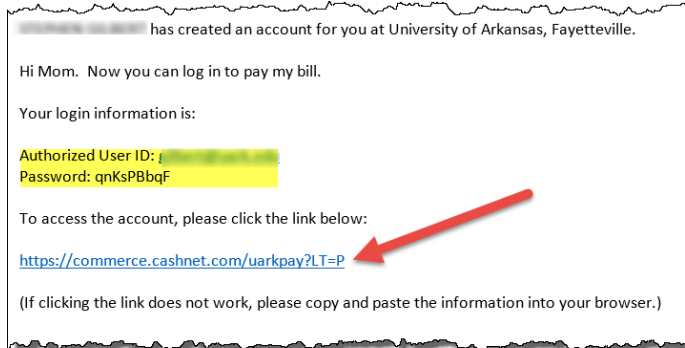 has created an account for you at University of Arkansas, Fayetteville.
Hi Mom. Now you can log in to pay my bill.
Your login information is:
Authorized User ID:
Password: qnKsPBbqF
To access the account, please click the link below:
https://commerce.cashnet.com/uarkpay?LT=P
(If clicking the link does not work, please copy and paste the information into your browser.)